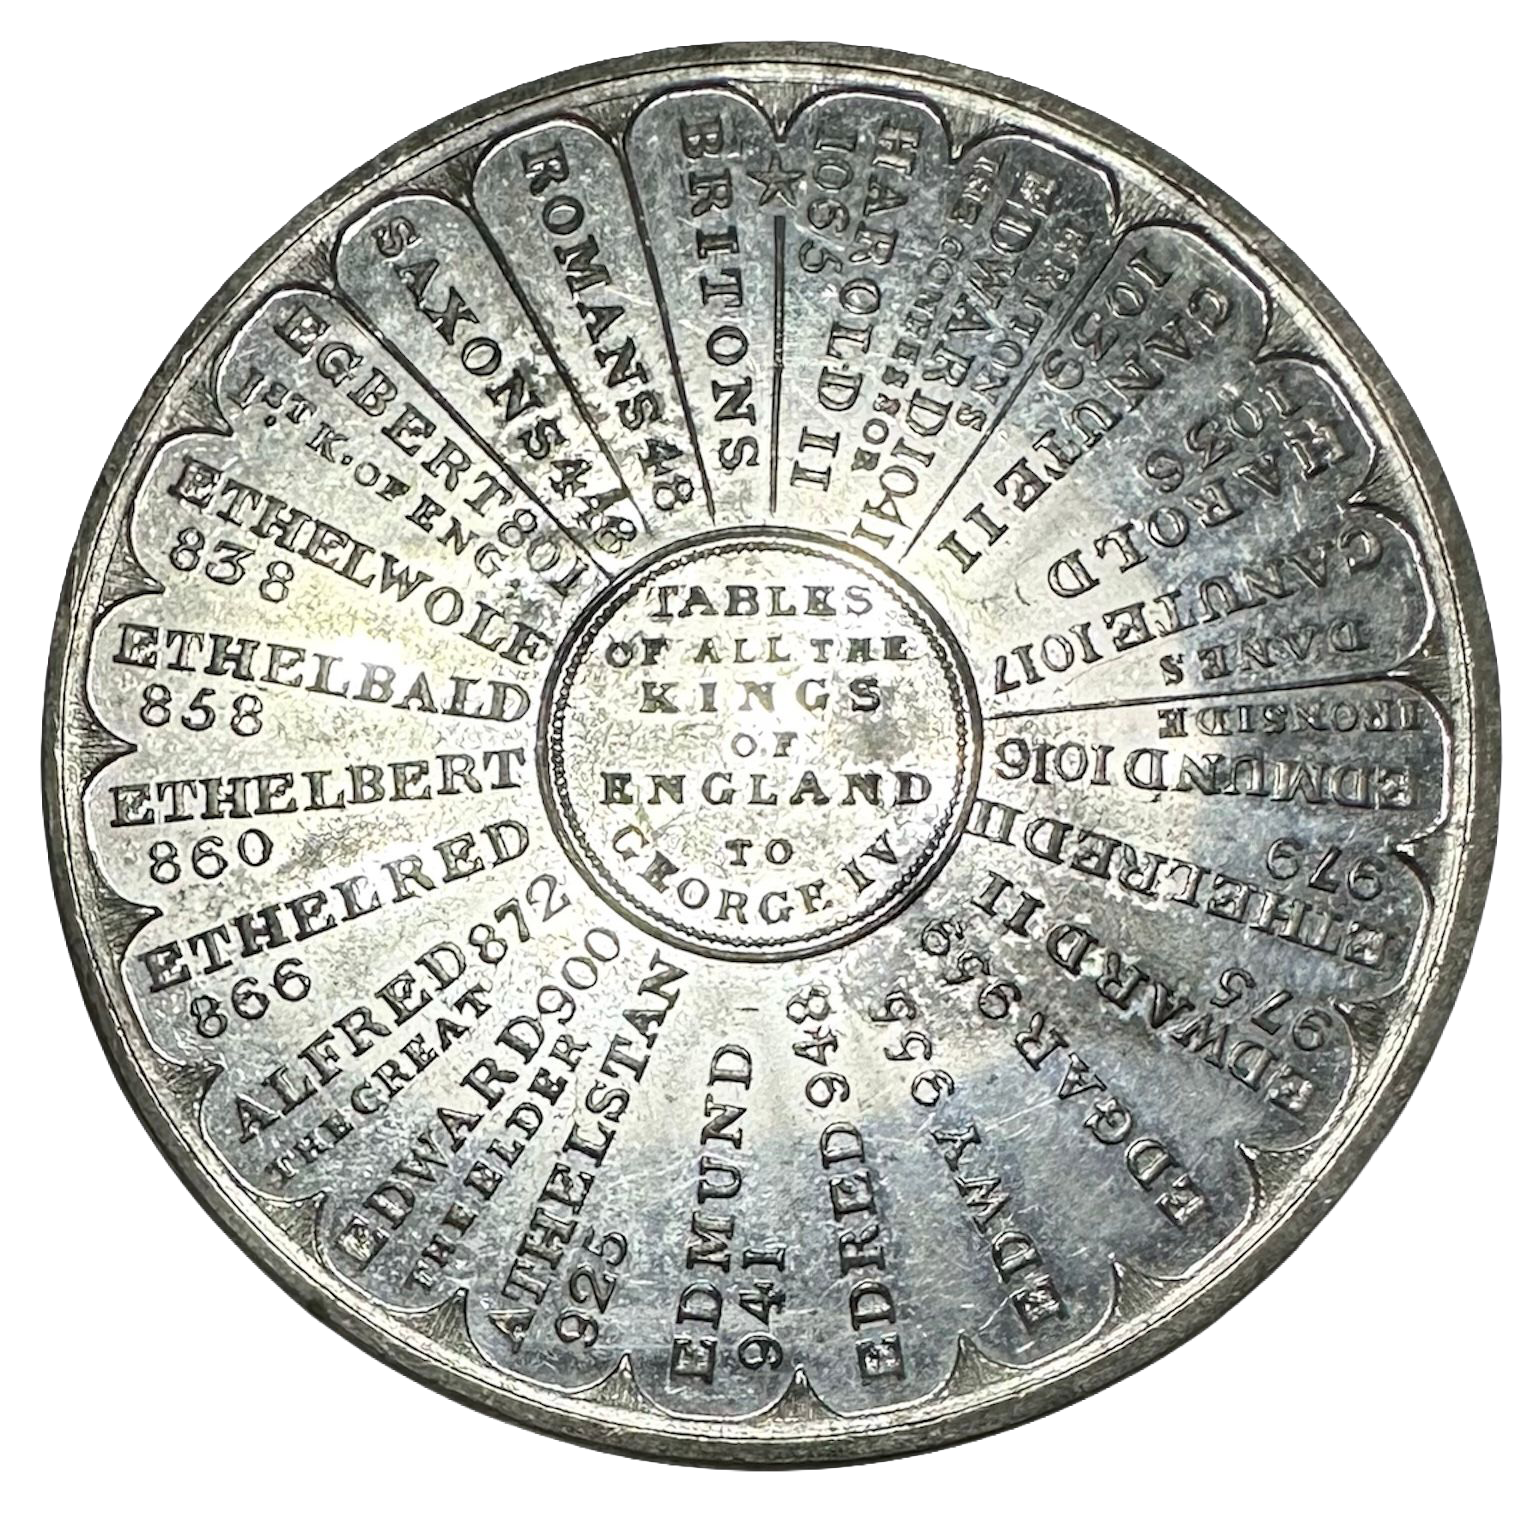 TABLES
OF ALL THE
KINGS
OF
ENGLAND
TO
GEORGE IV
BRITONS
ROMANS 48
SAXONS 448
EGBERT 801
1ST K. OF ENG
ETHELWOLF
838
ETHELBALD
858
ETHELBERT
860
ETHELRED
866
ALFRED 872
THE GREAT
EDWARD 900
THE ELDER
ATHELSTAN
925
EDMUND
941
EDRED 948
EDWY 955
EDGAR 959
EDWARD II
975
ETHELRED II
979
EDMUND 1016
IRONSIDE
DANES
CANUTE 1017
HAROLD
1036
CANUTE II
1039
BRITONS
EDWARD 1041
THE CONFESSOR
HAROLD II
1065